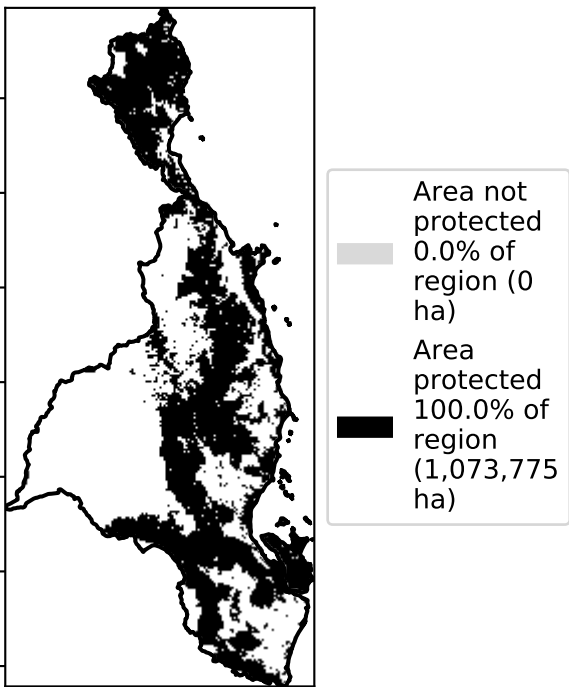 Area not
protected
0.0% of
region (0
ha)
Area
protected
100.0% of
region
(1,073,775
ha)